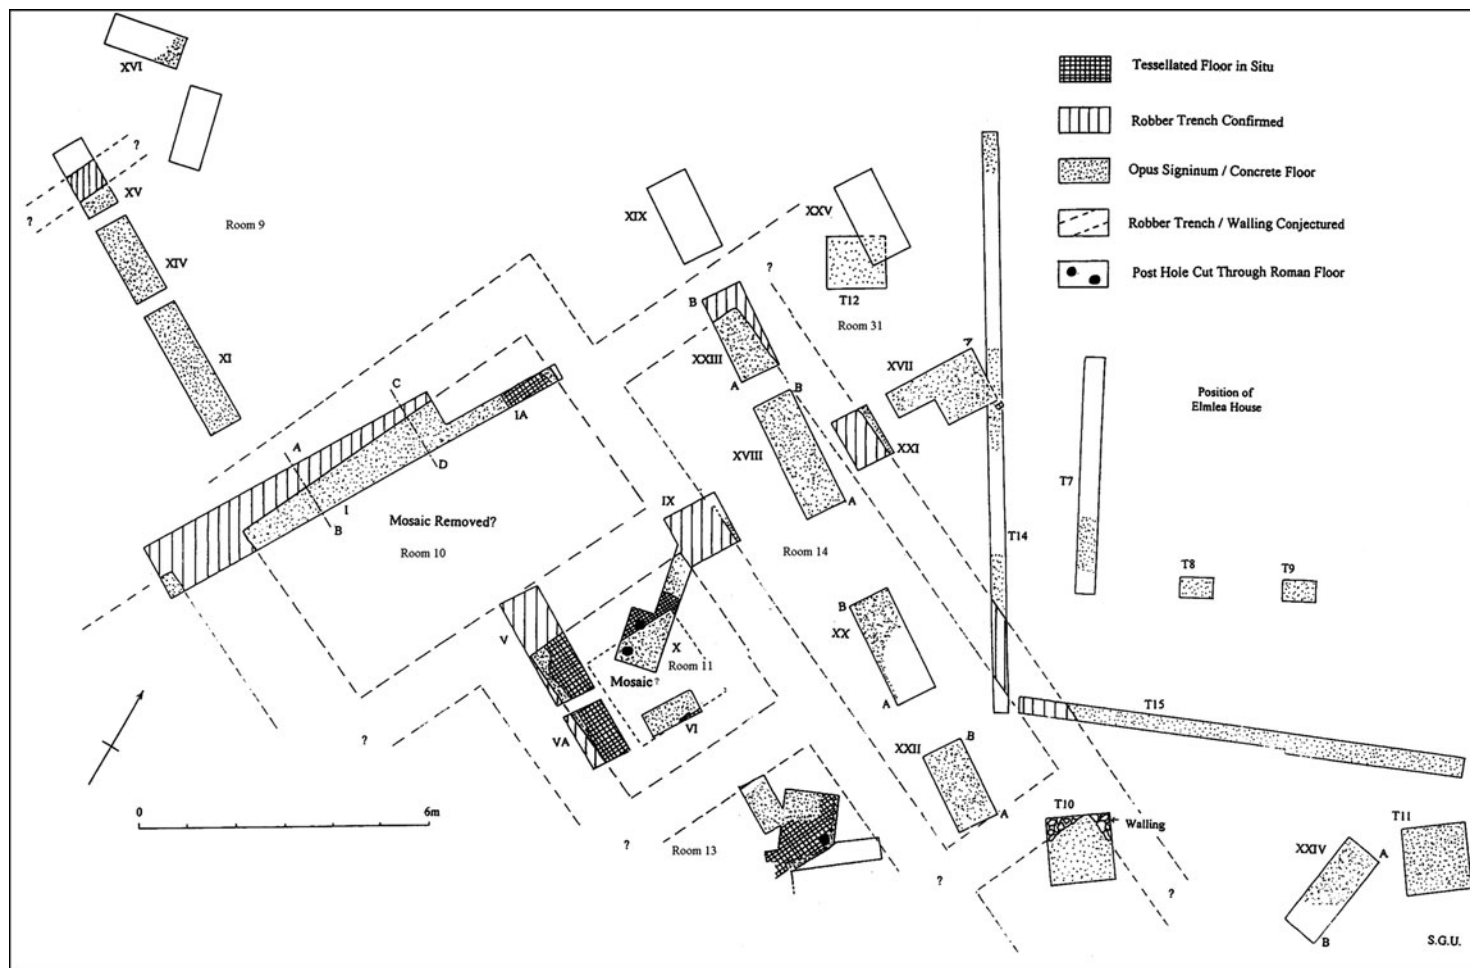 XVI
Tessellated Floor in Situ
Robber Trench Confirmed
?
XV
Opus Signinum / Concrete Floor
?
Room 9
XIX
XXV
Robber Trench / Walling Conjectured
XIV
?
Post Hole Cut Through Roman Floor
B
T12
Room 31
XI
XXIII
A
XVII
A
B
C
IA
B
Position of
Elmlea House
A
D
XVIII
XXI
T7
I
B
Mosaic Removed?
Room 10
IX
A
T14
Room 14
T8
T9
V
B
XX
X
Room 11
Mosaic ?
?
A
VI
VA
?
T15
XXII
B
0
6m
A
T10
Walling
T11
?
Room 13
?
?
XXIV
A
B
S.G.U.